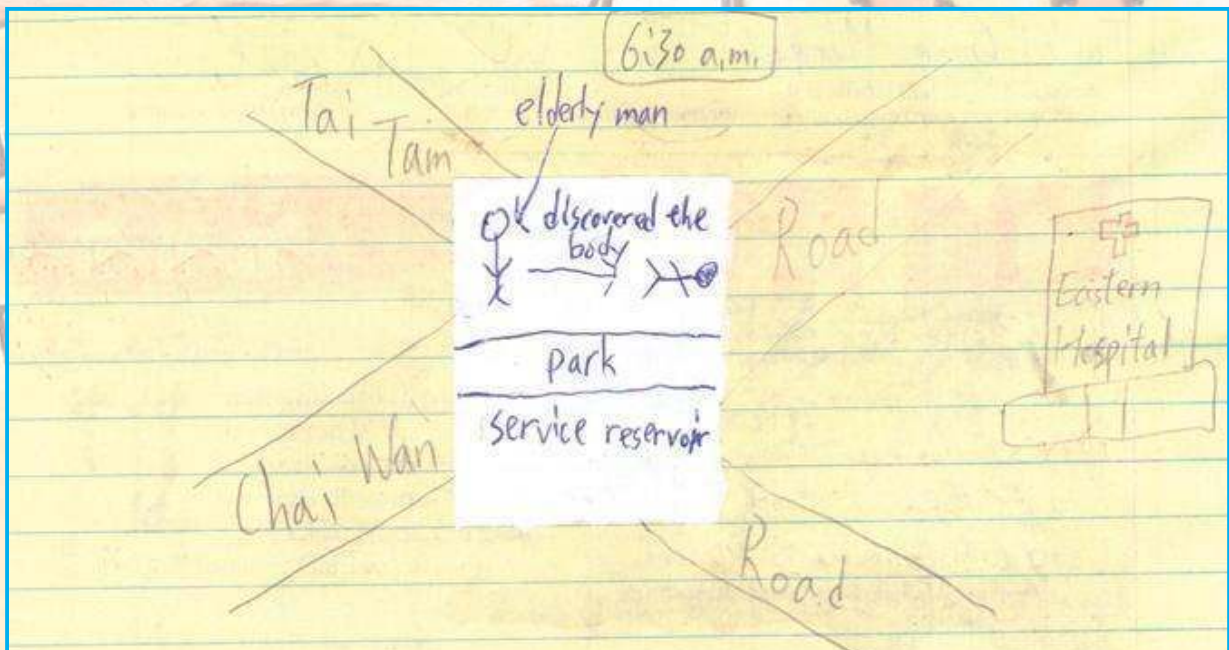 6:30 a.m.
elderly man
Tai
Tam
discovered the
body
Road
Eastern
Hospital
park
service reservoir
Chai Wan
Road